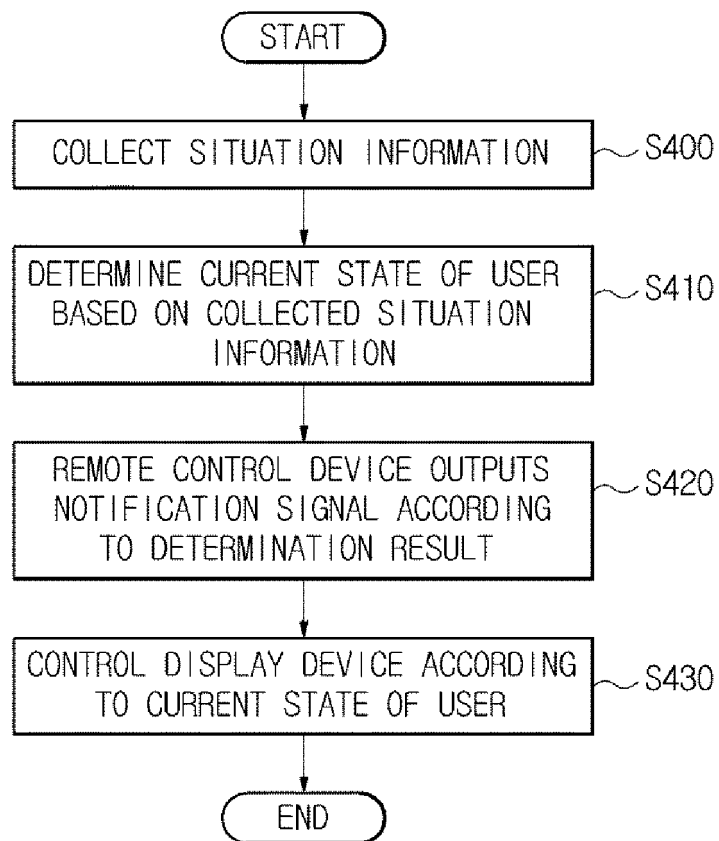 START
COLLECT SITUATION INFORMATION
S400
DETERMINE CURRENT STATE OF USER
BASED ON COLLECTED SITUATION
INFORMATION
S410
REMOTE CONTROL DEVICE OUTPUTS
NOTIFICATION SIGNAL ACCORDING
TO DETERMINATION RESULT
S420
CONTROL DISPLAY DEVICE ACCORDING
TO CURRENT STATE OF USER
S430
END